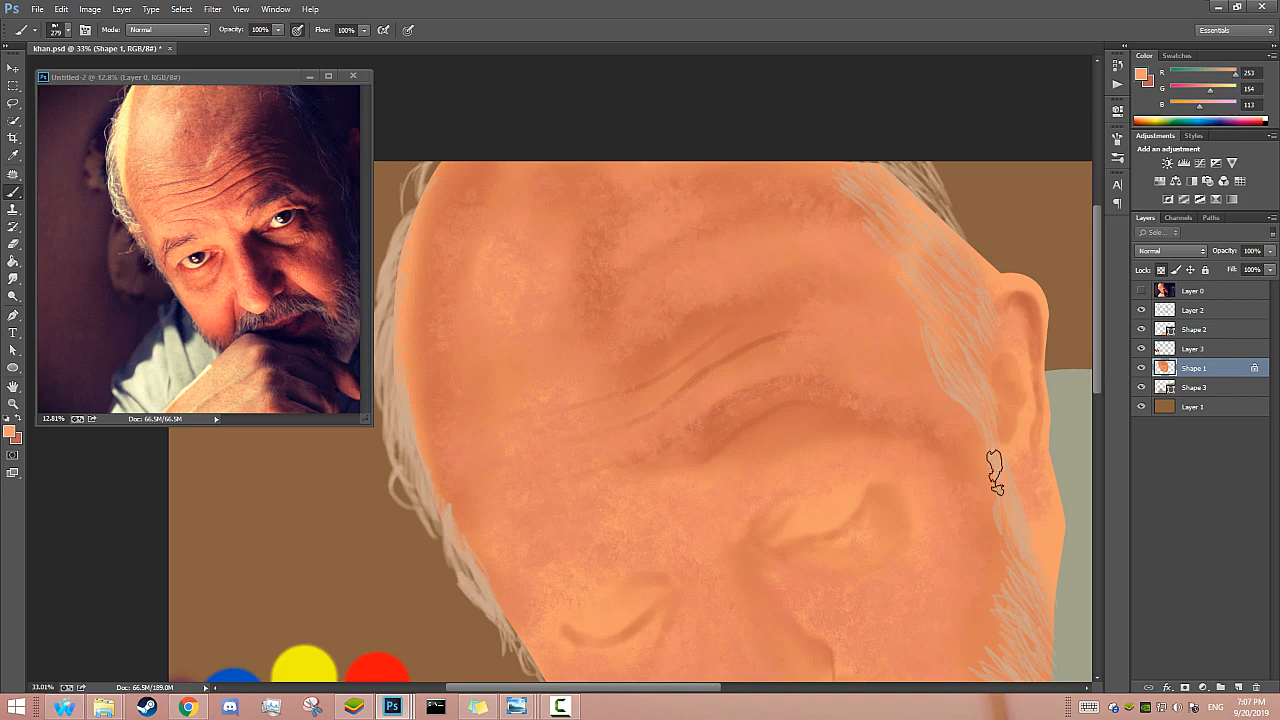 Ps File Edit Image Layer Type Select Filter View Window Help
279 Mode: Normal Opacity: 100% Flow: 100% Essentials
khan.psd @ 33% (Shape 1, RGB/8#) * ×
Untitled-2 @ 12.8% (Layer 0, RGB/8#)
12.81% Doc: 66.5M/66.5M
Color Swatches
R 253
G 154
B 113
Adjustments Styles
Add an adjustment
Layers Channels Paths
Sele...
Normal Opacity: 100%
Lock: Fill: 100%
Layer 0
Layer 2
Shape 2
Layer 3
Shape 1
Shape 3
Layer 1
33.01% Doc: 66.5M/189.0M
ENG 7:07 PM
9/20/2019